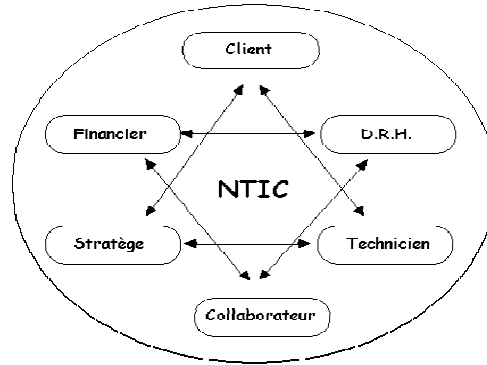 Client
Financier
D.R.H.
NTIC
Stratège
Technicien
Collaborateur